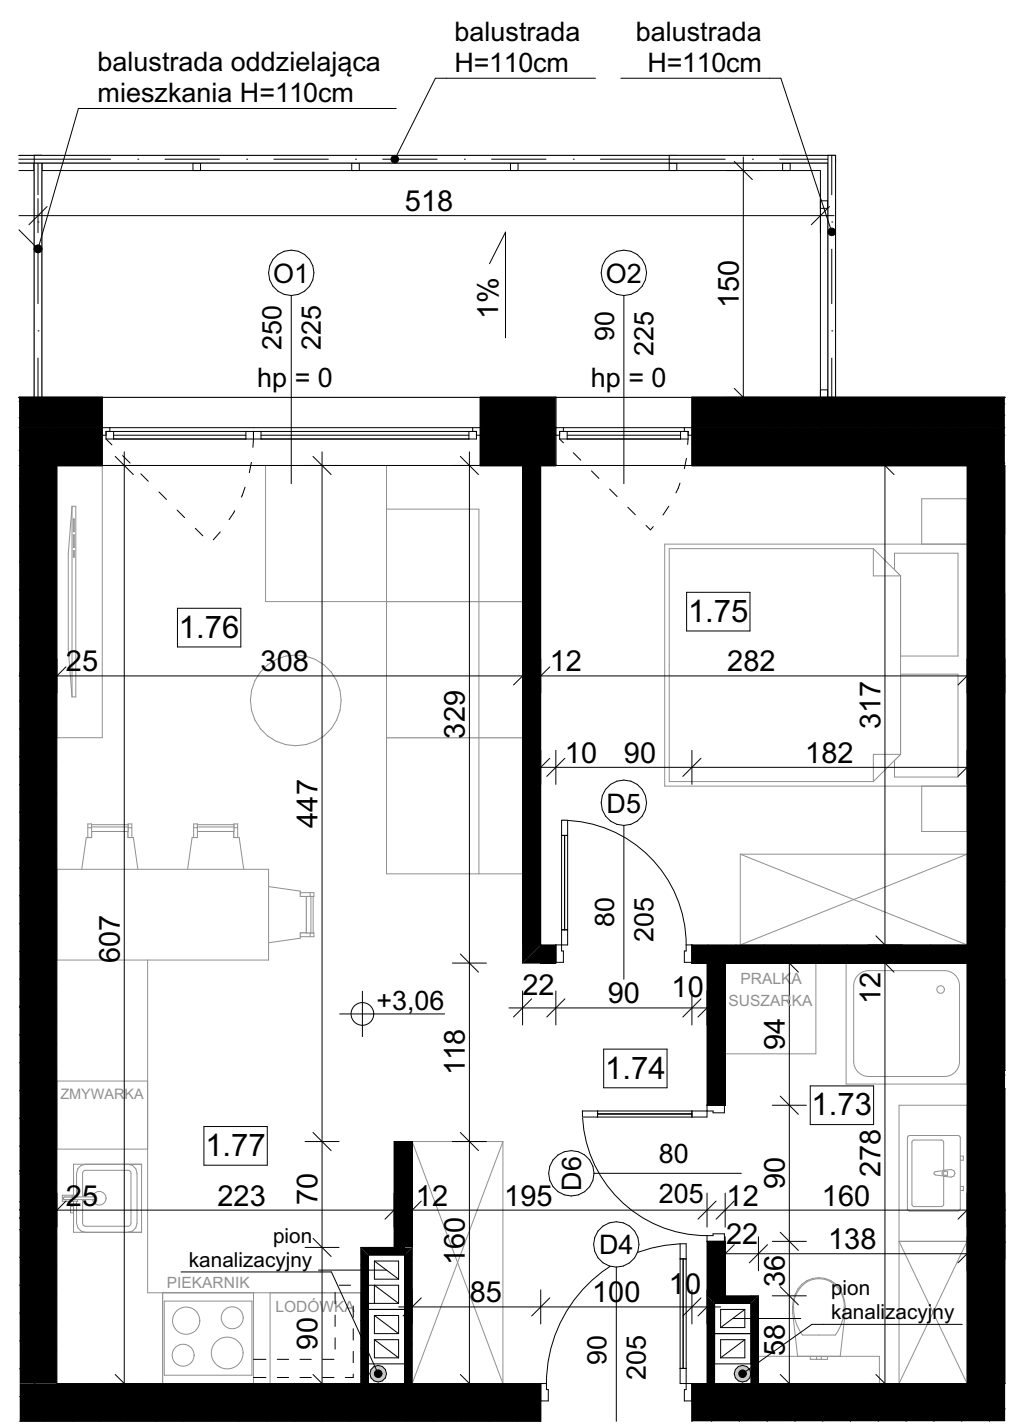 balustrada
H=110cm
balustrada
H=110cm
balustrada oddzielająca
mieszkania H=110cm
518
O1
O2
250
225
1%
90
225
150
hp = 0
hp = 0
1.76
1.75
25
308
12
282
329
317
10
90
182
447
D5
80
205
607
22
90
10
12
PRALKA
SUSZARKA
+3,06
94
118
1.74
ZMYWARKA
1.73
1.77
80
D6
90
278
25
223
70
12
195
205
12
160
pion
kanalizacyjny
160
D4
22
138
PIEKARNIK
36
LODÓWKA
85
100
10
pion
kanalizacyjny
90
90
205
58